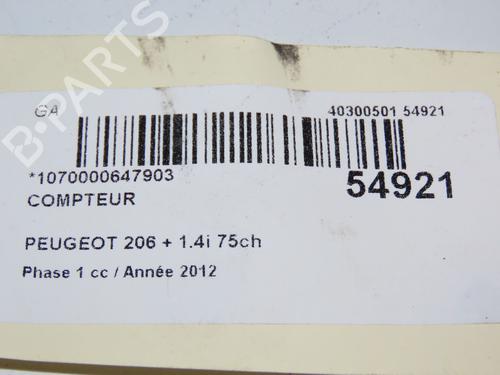 GA
40300501 54921
*1070000647903
54921
COMPTEUR
PEUGEOT 206 + 1.4i 75ch
Phase 1 cc / Année 2012
B-PARTS